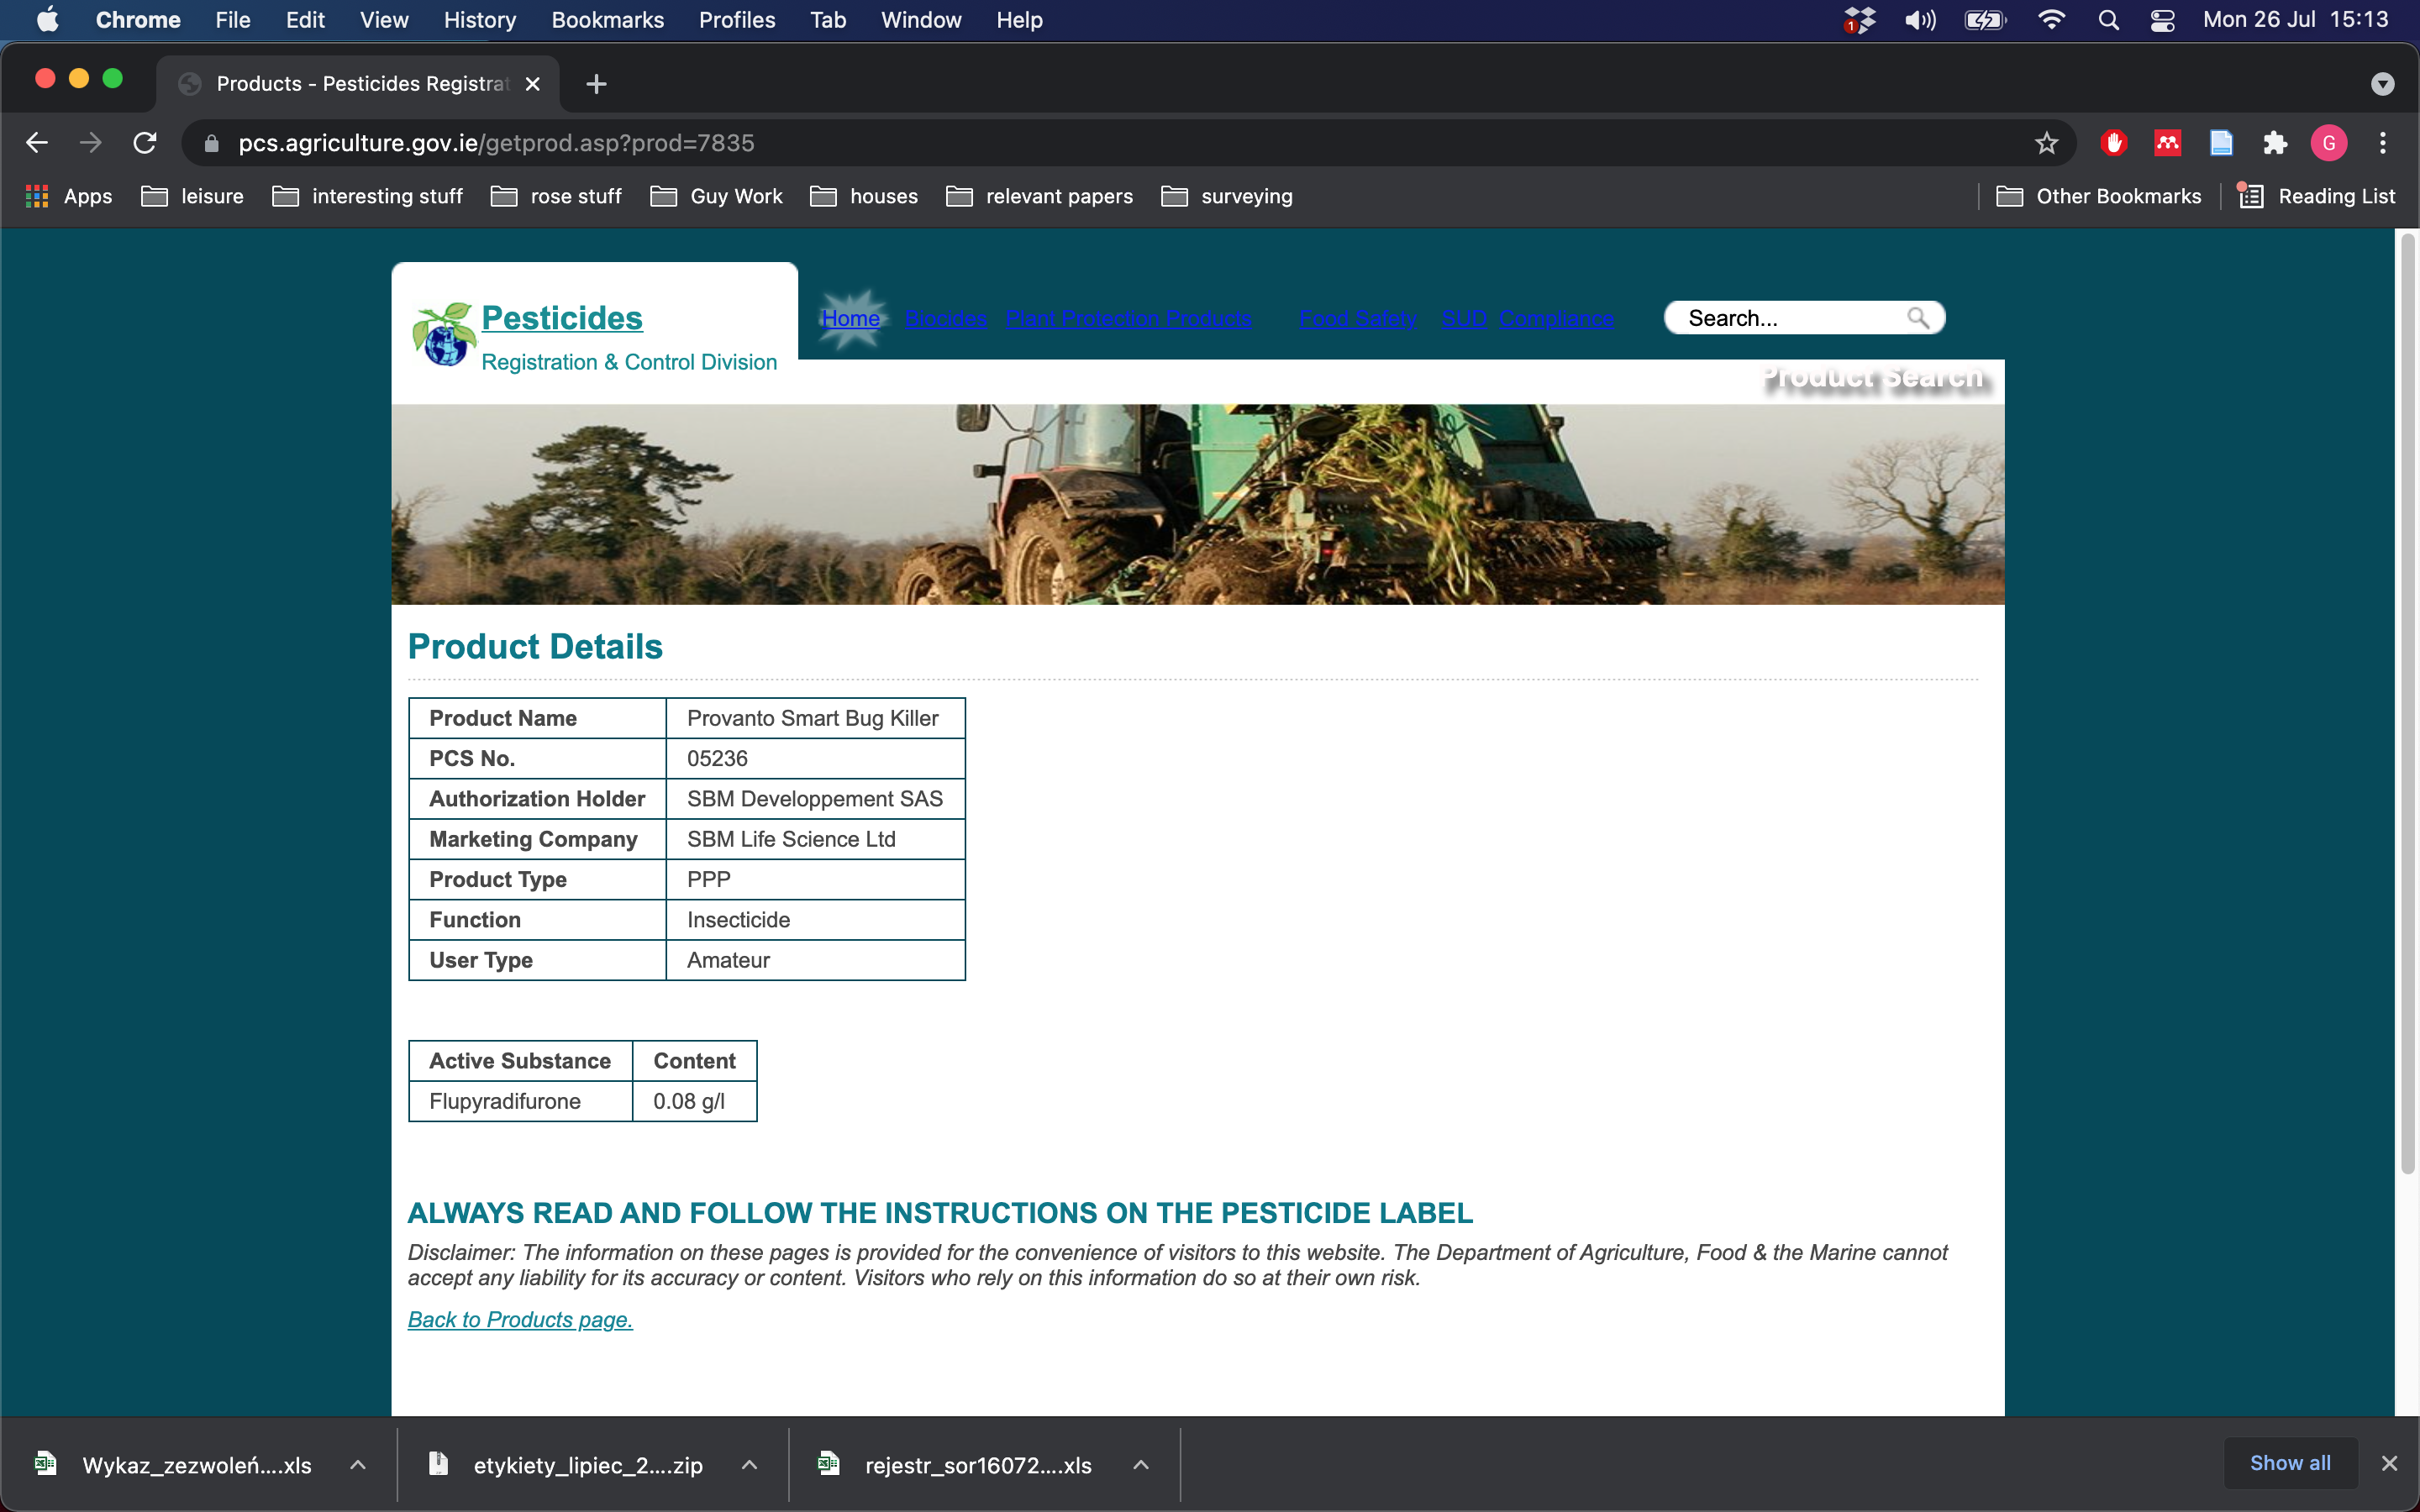 Chrome File Edit View History Bookmarks Profiles Tab Window Help 1 Mon 26 Jul 15:13
Products - Pesticides Registrat
pcs.agriculture.gov.ie/getprod.asp?prod=7835 G
Apps leisure interesting stuff rose stuff Guy Work houses relevant papers surveying Other Bookmarks Reading List
Pesticides
Registration & Control Division
Home Biocides Plant Protection Products Food Safety SUD Compliance Search...
Product Search
Product Details
Product Name Provanto Smart Bug Killer
PCS No. 05236
Authorization Holder SBM Developpement SAS
Marketing Company SBM Life Science Ltd
Product Type PPP
Function Insecticide
User Type Amateur
Active Substance Content
Flupyradifurone 0.08 g/l
ALWAYS READ AND FOLLOW THE INSTRUCTIONS ON THE PESTICIDE LABEL
Disclaimer: The information on these pages is provided for the convenience of visitors to this website. The Department of Agriculture, Food & the Marine cannot
accept any liability for its accuracy or content. Visitors who rely on this information do so at their own risk.
Back to Products page.
Wykaz_zezwoleń....xls etykiety_lipiec_2....zip rejestr_sor16072....xls Show all